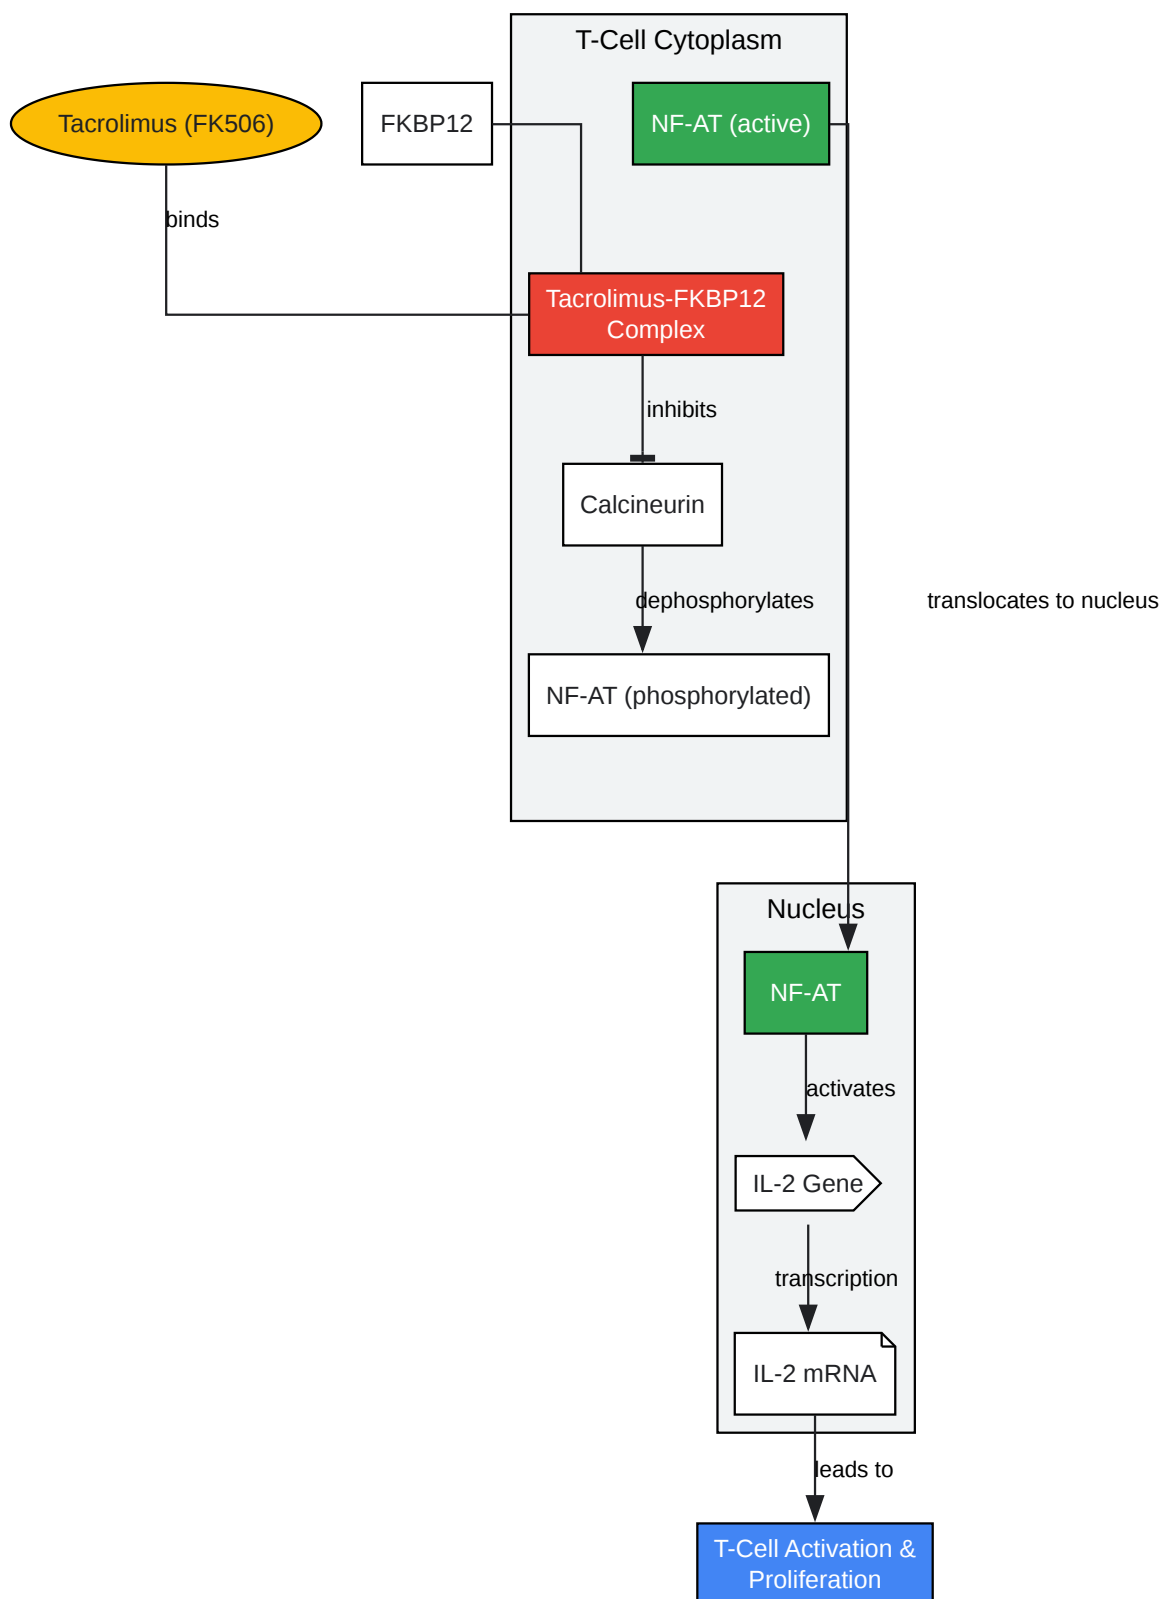 T-Cell Cytoplasm
Tacrolimus (FK506)
FKBP12
NF-AT (active)
binds
Tacrolimus-FKBP12
Complex
inhibits
Calcineurin
dephosphorylates
translocates to nucleus
NF-AT (phosphorylated)
Nucleus
NF-AT
activates
IL-2 Gene
transcription
IL-2 mRNA
leads to
T-Cell Activation &
Proliferation